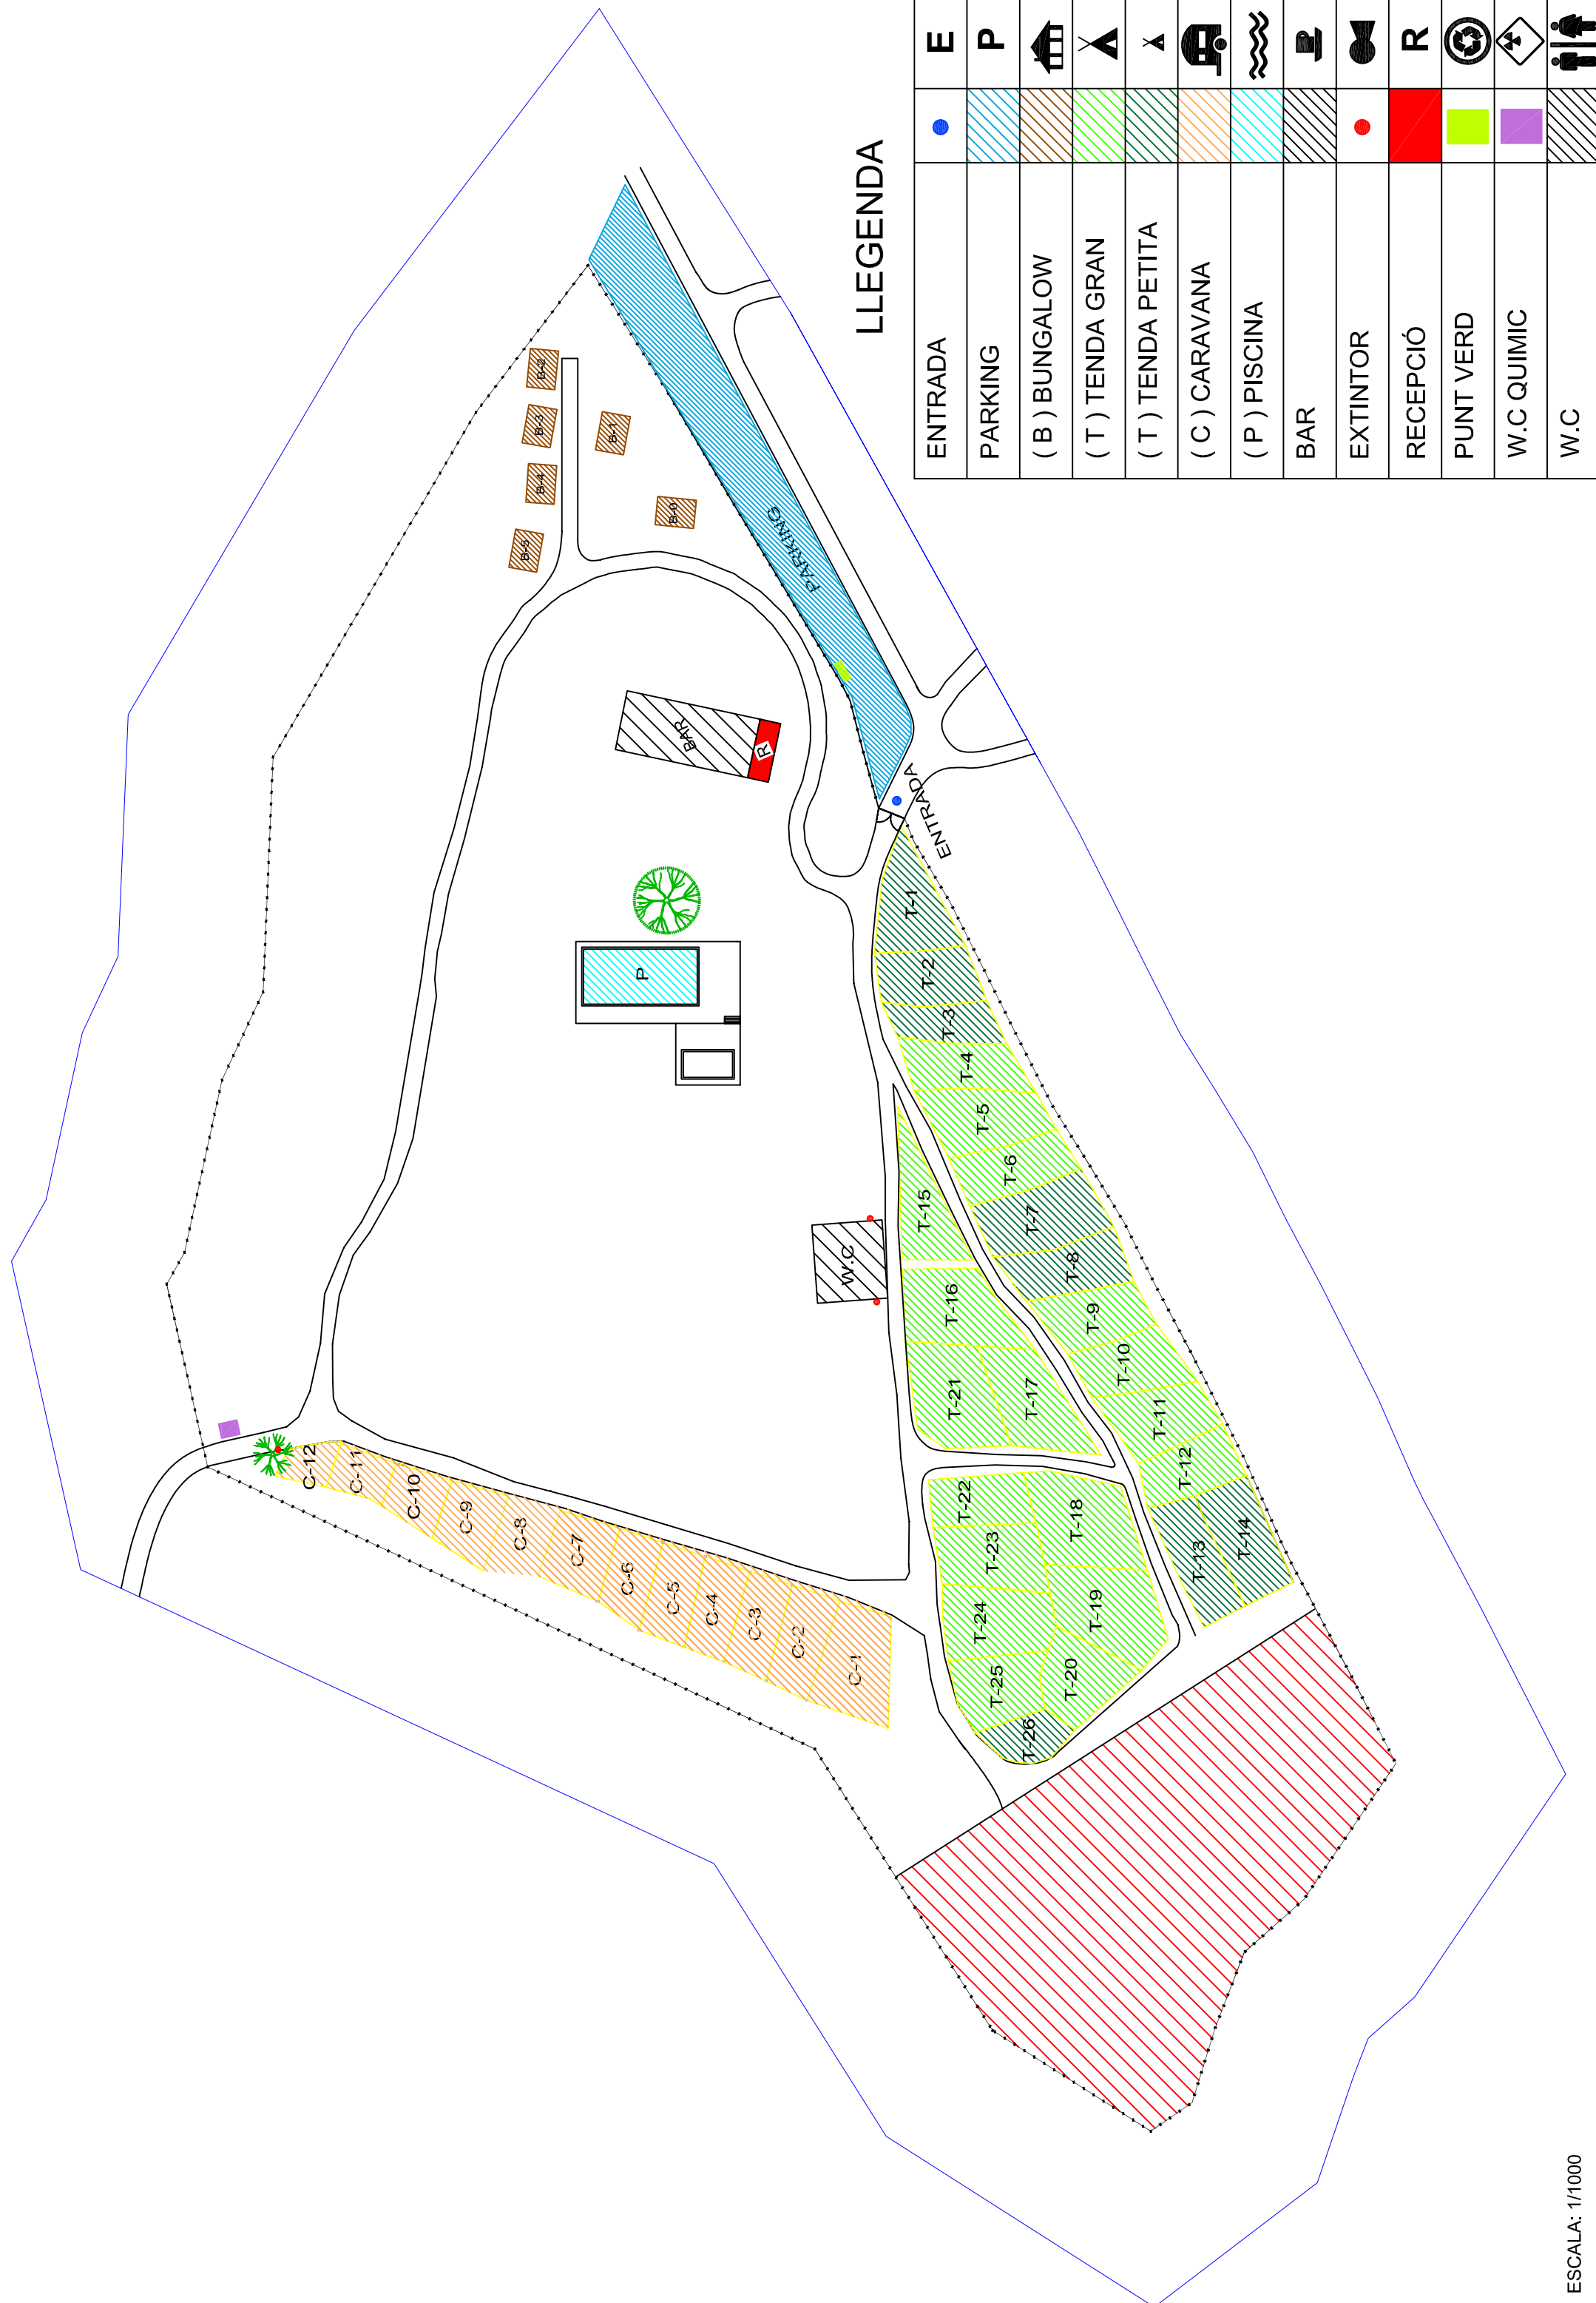 LLEGENDA
ENTRADA E
PARKING P
( B ) BUNGALOW
( T ) TENDA GRAN
( T ) TENDA PETITA
( C ) CARAVANA
( P ) PISCINA
BAR
EXTINTOR
RECEPCIÓ R
PUNT VERD
W.C QUIMIC
W.C
B-2
B-3
B-1
B-4
B-0
B-5
PARKING
BAR
R
ENTRADA
P
W.C
T-1
T-2
T-3
T-4
T-5
T-6
T-7
T-8
T-9
T-10
T-11
T-12
T-13
T-14
T-15
T-16
T-17
T-18
T-19
T-20
T-21
T-22
T-23
T-24
T-25
T-26
C-12
C-11
C-10
C-9
C-8
C-7
C-6
C-5
C-4
C-3
C-2
C-1
ESCALA: 1/1000